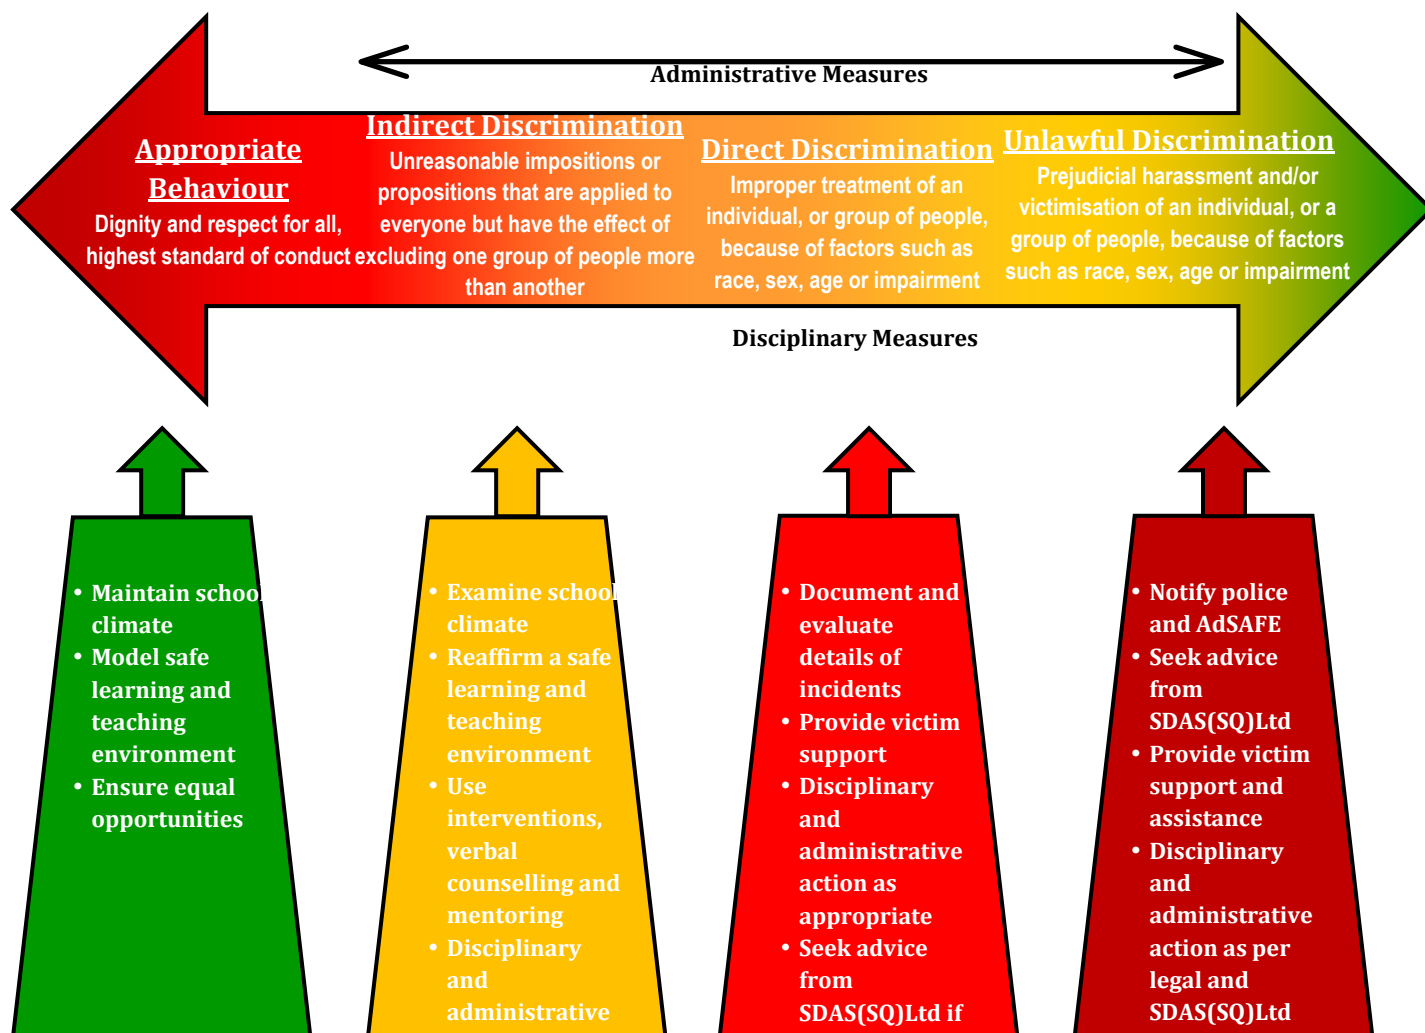 Administrative Measures
Appropriate
Behaviour
Dignity and respect for all,
highest standard of conduct
Indirect Discrimination
Unreasonable impositions or
propositions that are applied to
everyone but have the effect of
excluding one group of people more
than another
Direct Discrimination
Improper treatment of an
individual, or group of people,
because of factors such as
race, sex, age or impairment
Unlawful Discrimination
Prejudicial harassment and/or
victimisation of an individual, or a
group of people, because of factors
such as race, sex, age or impairment
Disciplinary Measures
• Maintain school
climate
• Model safe
learning and
teaching
environment
• Ensure equal
opportunities
• Examine school
climate
• Reaffirm a safe
learning and
teaching
environment
• Use
interventions,
verbal
counselling and
mentoring
• Disciplinary
and
administrative
• Document and
evaluate
details of
incidents
• Provide victim
support
• Disciplinary
and
administrative
action as
appropriate
• Seek advice
from
SDAS(SQ)Ltd if
• Notify police
and AdSAFE
• Seek advice
from
SDAS(SQ)Ltd
• Provide victim
support and
assistance
• Disciplinary
and
administrative
action as per
legal and
SDAS(SQ)Ltd